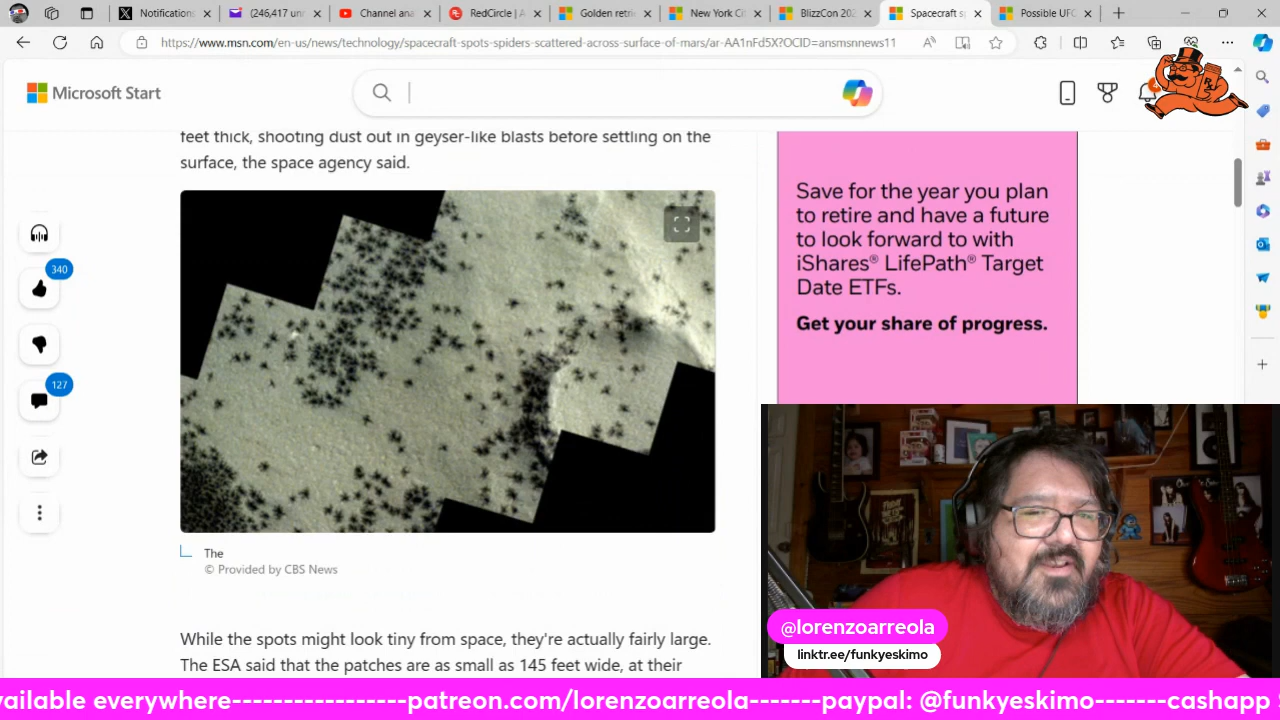 Notification
(246,417 unr
Channel anal
RedCircle | A
Golden retri
New York Ci
BlizzCon 202
Spacecraft sp
Possible UFO
https://www.msn.com/en-us/news/technology/spacecraft-spots-spiders-scattered-across-surface-of-mars/ar-AA1nFd5X?OCID=ansmsnnews11
Microsoft Start
feet thick, shooting dust out in geyser-like blasts before settling on the
surface, the space agency said.
340
127
The
© Provided by CBS News
While the spots might look tiny from space, they're actually fairly large.
The ESA said that the patches are as small as 145 feet wide, at their
Save for the year you plan
to retire and have a future
to look forward to with
iShares® LifePath® Target
Date ETFs.
Get your share of progress.
@lorenzoarreola
linktr.ee/funkyeskimo
vailable everywhere-----------------patreon.com/lorenzoarreola-------paypal: @funkyeskimo-------cashapp